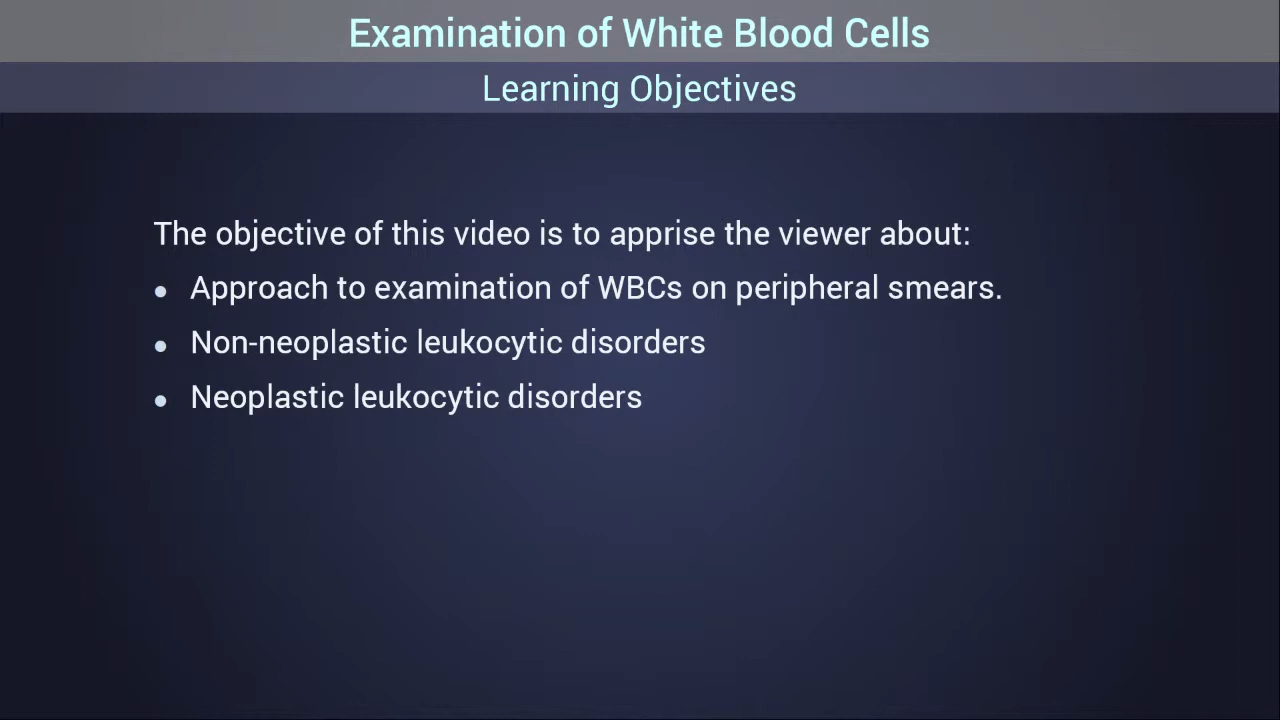 Examination of White Blood Cells
Learning Objectives
The objective of this video is to apprise the viewer about:
• Approach to examination of WBCs on peripheral smears.
• Non-neoplastic leukocytic disorders
• Neoplastic leukocytic disorders